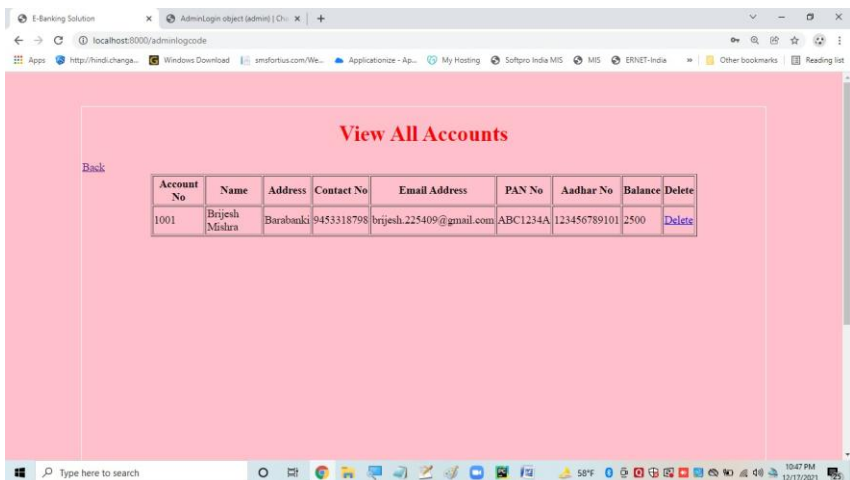 E-Banking Solution
AdminLogin object (admin) | Cha
localhost:8000/adminlogcode
Apps
http://hindi.changa...
Windows Download
smsfortius.com/We...
Applicationize - Ap...
My Hosting
Softpro India MIS
MIS
ERNET-India
Other bookmarks
Reading list
View All Accounts
Back
Account No Name Address Contact No Email Address PAN No Aadhar No Balance Delete
1001 Brijesh Mishra Barabanki 9453318798 brijesh.225409@gmail.com ABC1234A 123456789101 2500 Delete
Type here to search
58°F
10:47 PM
12/17/2021